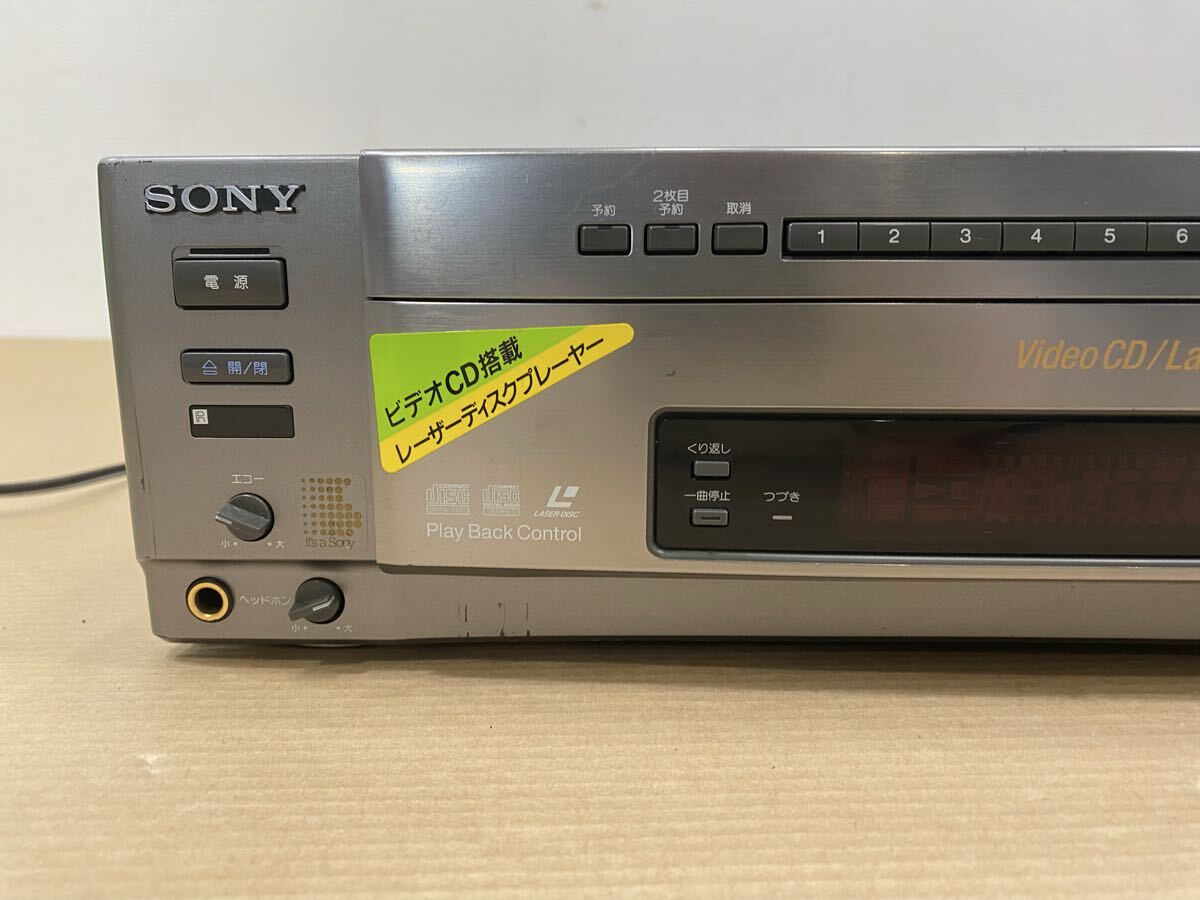 SONY
電源
開/閉
R
エコー
小 大
It's a Sony
ヘッドホン
小 大
予約
2枚目
予約
取消
1 2 3 4 5 6
ビデオCD搭載
レーザーディスクプレーヤー
Video CD/La
COMPACT
disc
DIGITAL VIDEO
COMPACT
disc
DIGITAL AUDIO
LASER DISC
Play Back Control
くり返し
一曲停止
つづき